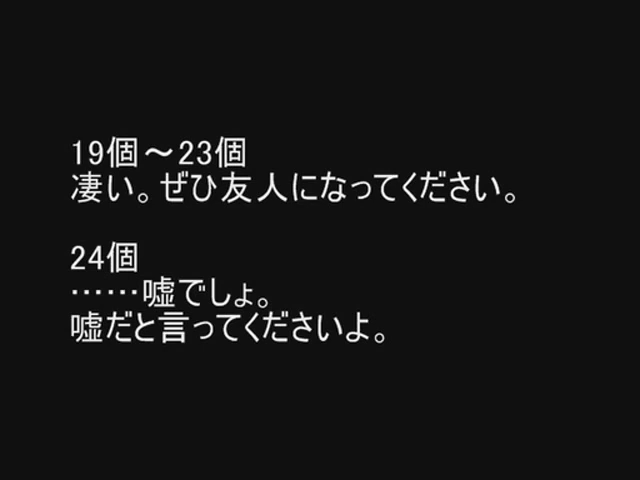 19個～23個
凄い。ぜひ友人になってください。
24個
……嘘でしょ。
嘘だと言ってくださいよ。